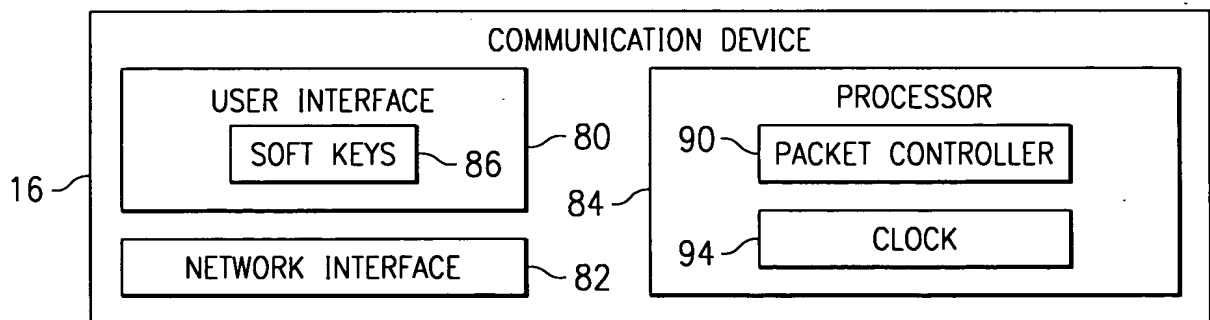 COMMUNICATION DEVICE
USER INTERFACE
SOFT KEYS
86
80
16
NETWORK INTERFACE
82
PROCESSOR
90
PACKET CONTROLLER
84
94
CLOCK